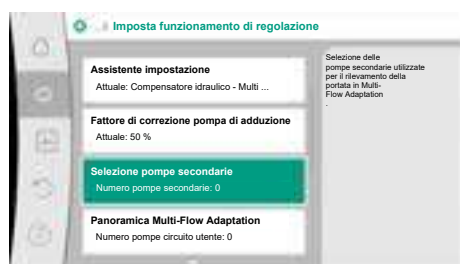 Imposta funzionamento di regolazione
Assistente impostazione
Attuale: Compensatore idraulico - Multi ...
Fattore di correzione pompa di adduzione
Attuale: 50 %
Selezione pompe secondarie
Numero pompe secondarie: 0
Panoramica Multi-Flow Adaptation
Numero pompe circuito utente: 0
Selezione delle
pompe secondarie utilizzate
per il rilevamento della
portata in Multi-
Flow Adaptation
.